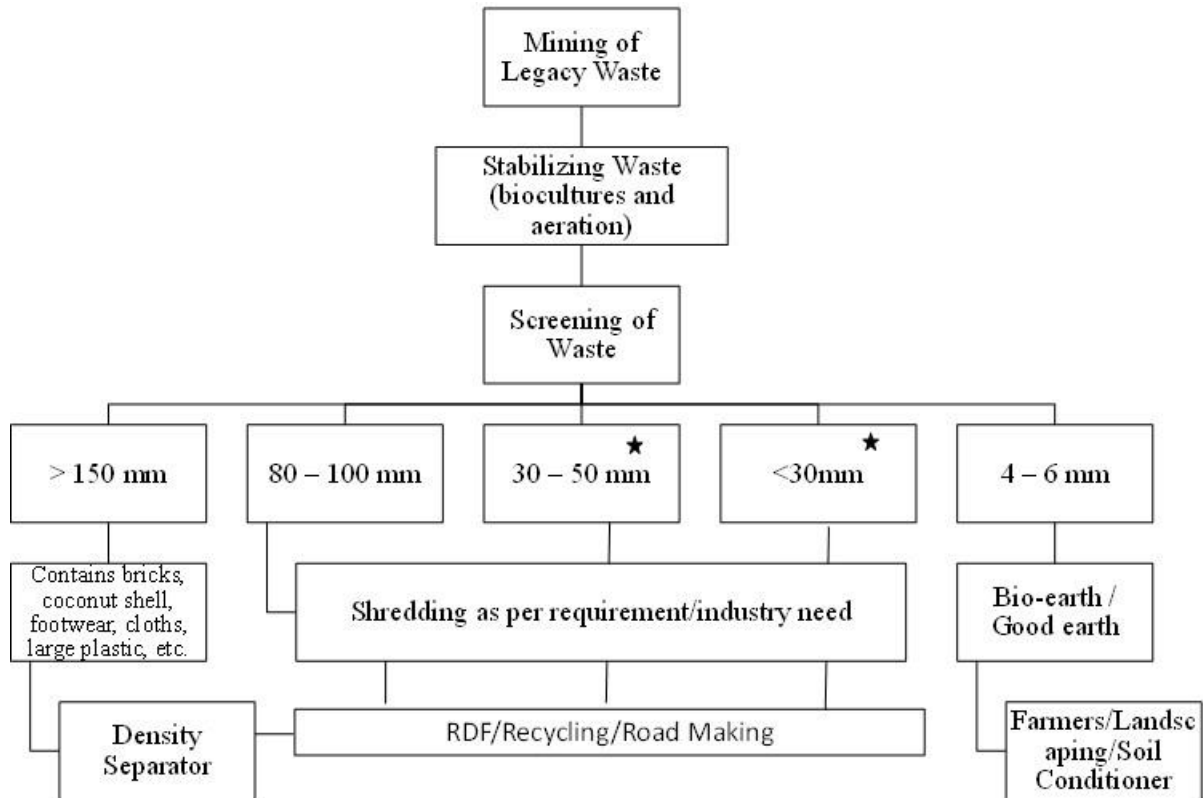 Mining of
Legacy Waste
Stabilizing Waste
(biocultures and
aeration)
Screening of
Waste
> 150 mm
80 – 100 mm
30 – 50 mm
<30mm
4 – 6 mm
Contains bricks,
coconut shell,
footwear, cloths,
large plastic, etc.
Shredding as per requirement/industry need
Bio-earth /
Good earth
Density
Separator
RDF/Recycling/Road Making
Farmers/Landsc
aping/Soil
Conditioner